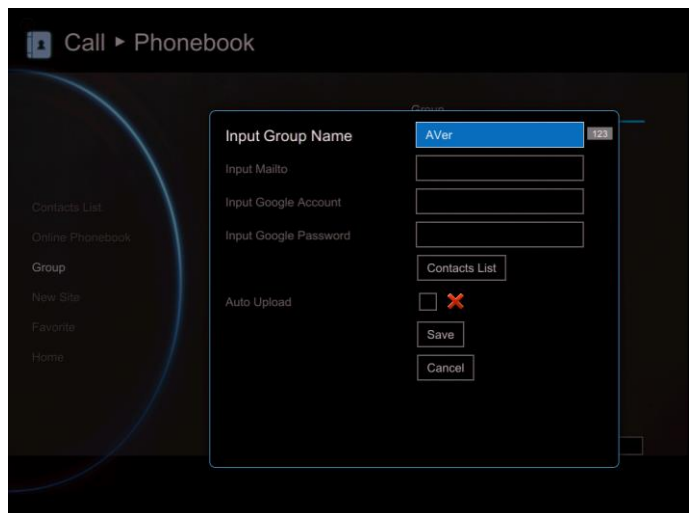 Call ▸ Phonebook
Group
Input Group Name
AVer
123
Input Mailto
Input Google Account
Input Google Password
Contacts List
Auto Upload
Save
Cancel
Contacts List
Online Phonebook
Group
New Site
Favorite
Home